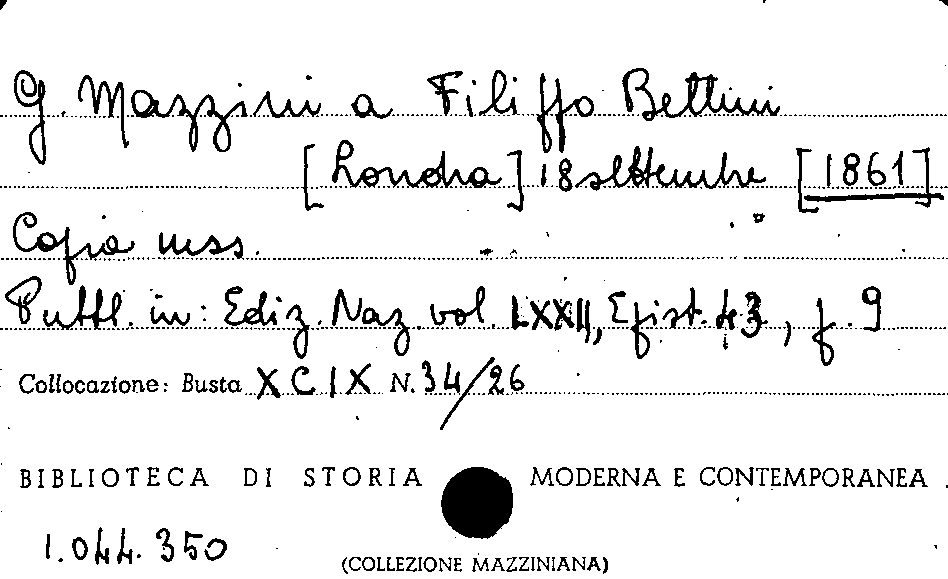 G. Mazzini a Filippo Bettini
[Londra] 18 settembre [1861]
Copia mss.
Pubbl. in: Ediz. Naz. vol. LXXII, Epist. 43, p. 9
Collocazione: Busta XCIX N. 34/26
BIBLIOTECA DI STORIA MODERNA E CONTEMPORANEA
1.044.350
(COLLEZIONE MAZZINIANA)